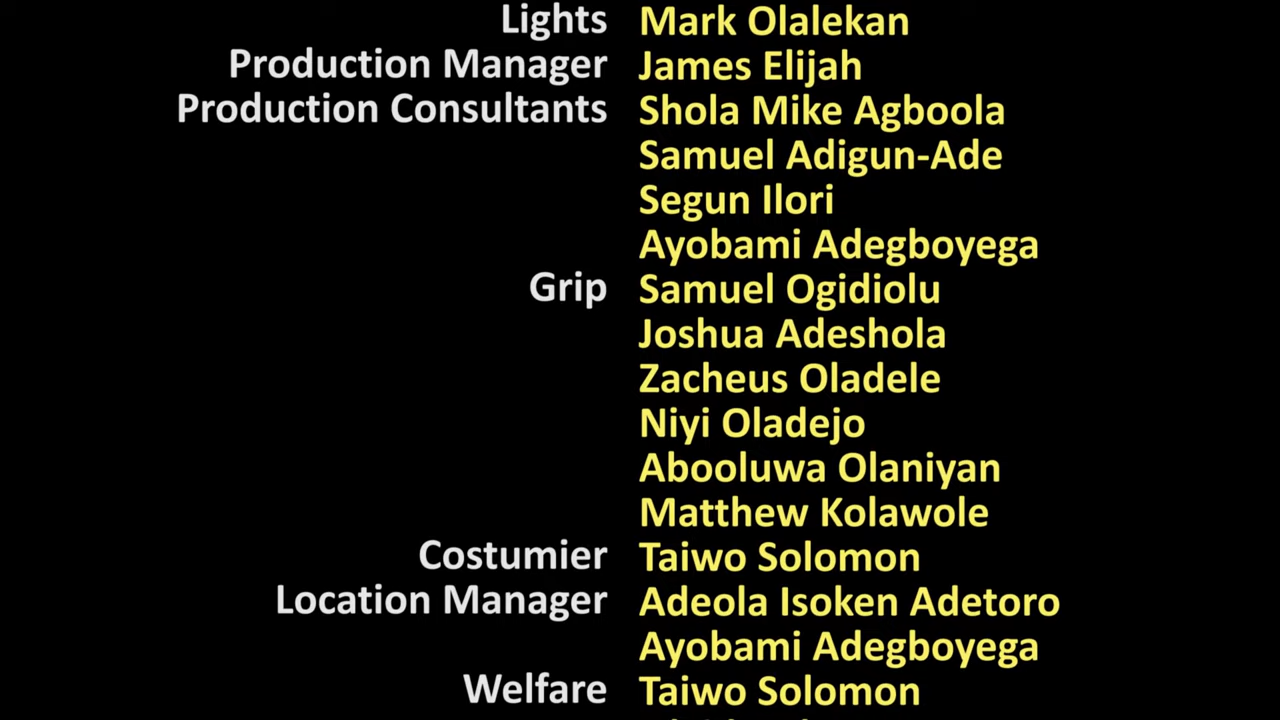 Lights Mark Olalekan
Production Manager James Elijah
Production Consultants Shola Mike Agboola
Samuel Adigun-Ade
Segun Ilori
Ayobami Adegboyega
Grip Samuel Ogidiolu
Joshua Adeshola
Zacheus Oladele
Niyi Oladejo
Abooluwa Olaniyan
Matthew Kolawole
Costumier Taiwo Solomon
Location Manager Adeola Isoken Adetoro
Ayobami Adegboyega
Welfare Taiwo Solomon